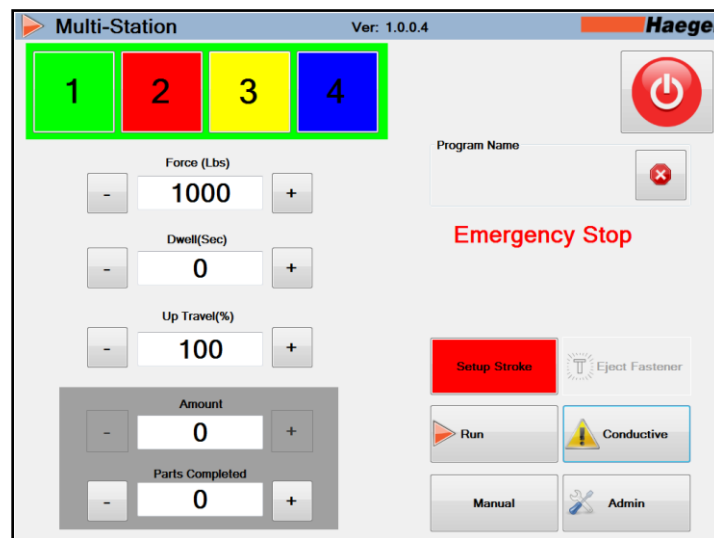 Multi-Station Ver: 1.0.0.4 Haeger
1 2 3 4
Force (Lbs)
- 1000 +
Dwell(Sec)
- 0 +
Up Travel(%)
- 100 +
Amount
- 0 +
Parts Completed
- 0 +
Program Name
Emergency Stop
Setup Stroke
T Eject Fastener
Run
Conductive
Manual
Admin